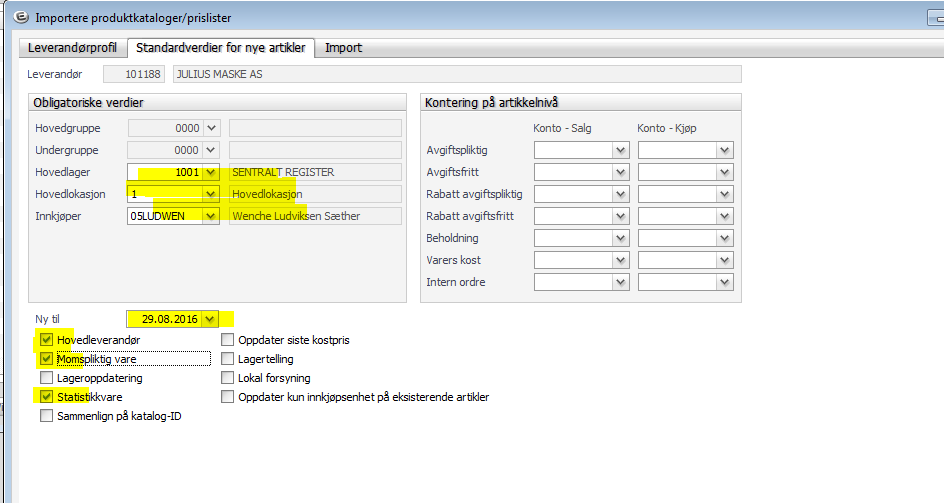 Importere produktkataloger/prislister
Leverandørprofil Standardverdier for nye artikler Import
Leverandør 101188 JULIUS MASKE AS
Obligatoriske verdier
Hovedgruppe 0000
Undergruppe 0000
Hovedlager 1001 SENTRALT REGISTER
Hovedlokasjon 1 Hovedlokasjon
Innkjøper 05LUDWEN Wenche Ludviksen Sæther
Kontering på artikkelnivå
Konto - Salg Konto - Kjøp
Avgiftspliktig
Avgiftsfritt
Rabatt avgiftspliktig
Rabatt avgiftsfritt
Beholdning
Varers kost
Intern ordre
Ny til 29.08.2016
Hovedleverandør Oppdater siste kostpris
Momspliktig vare Lagertelling
Lageroppdatering Lokal forsyning
Statistikkvare Oppdater kun innkjøpsenhet på eksisterende artikler
Sammenlign på katalog-ID